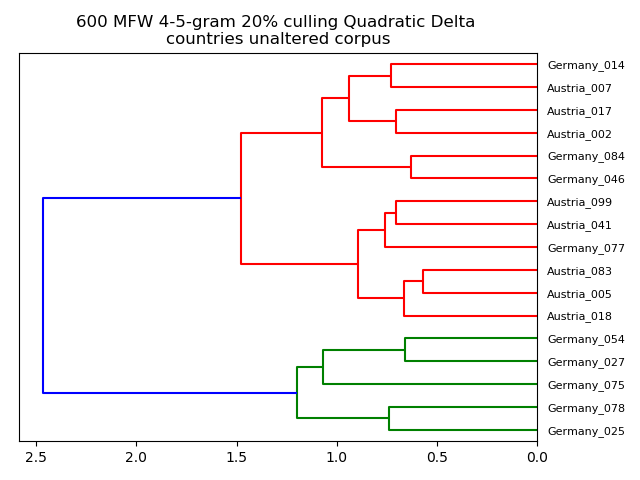 600 MFW 4-5-gram 20% culling Quadratic Delta
countries unaltered corpus
Germany_014
Austria_007
Austria_017
Austria_002
Germany_084
Germany_046
Austria_099
Austria_041
Germany_077
Austria_083
Austria_005
Austria_018
Germany_054
Germany_027
Germany_075
Germany_078
Germany_025
2.5 2.0 1.5 1.0 0.5 0.0